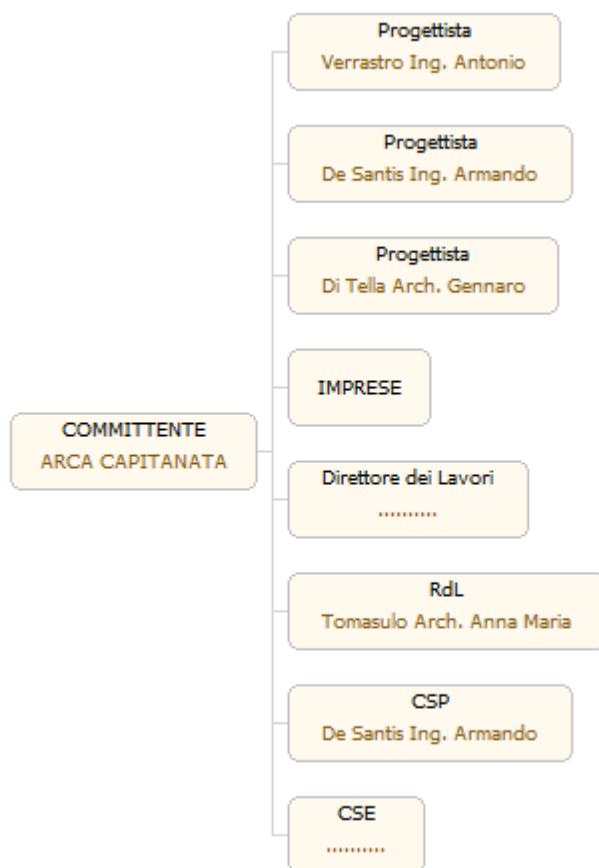 Progettista
Verrastro Ing. Antonio
Progettista
De Santis Ing. Armando
Progettista
Di Tella Arch. Gennaro
IMPRESE
COMMITTENTE
ARCA CAPITANATA
Direttore dei Lavori
..........
RdL
Tomasulo Arch. Anna Maria
CSP
De Santis Ing. Armando
CSE
..........